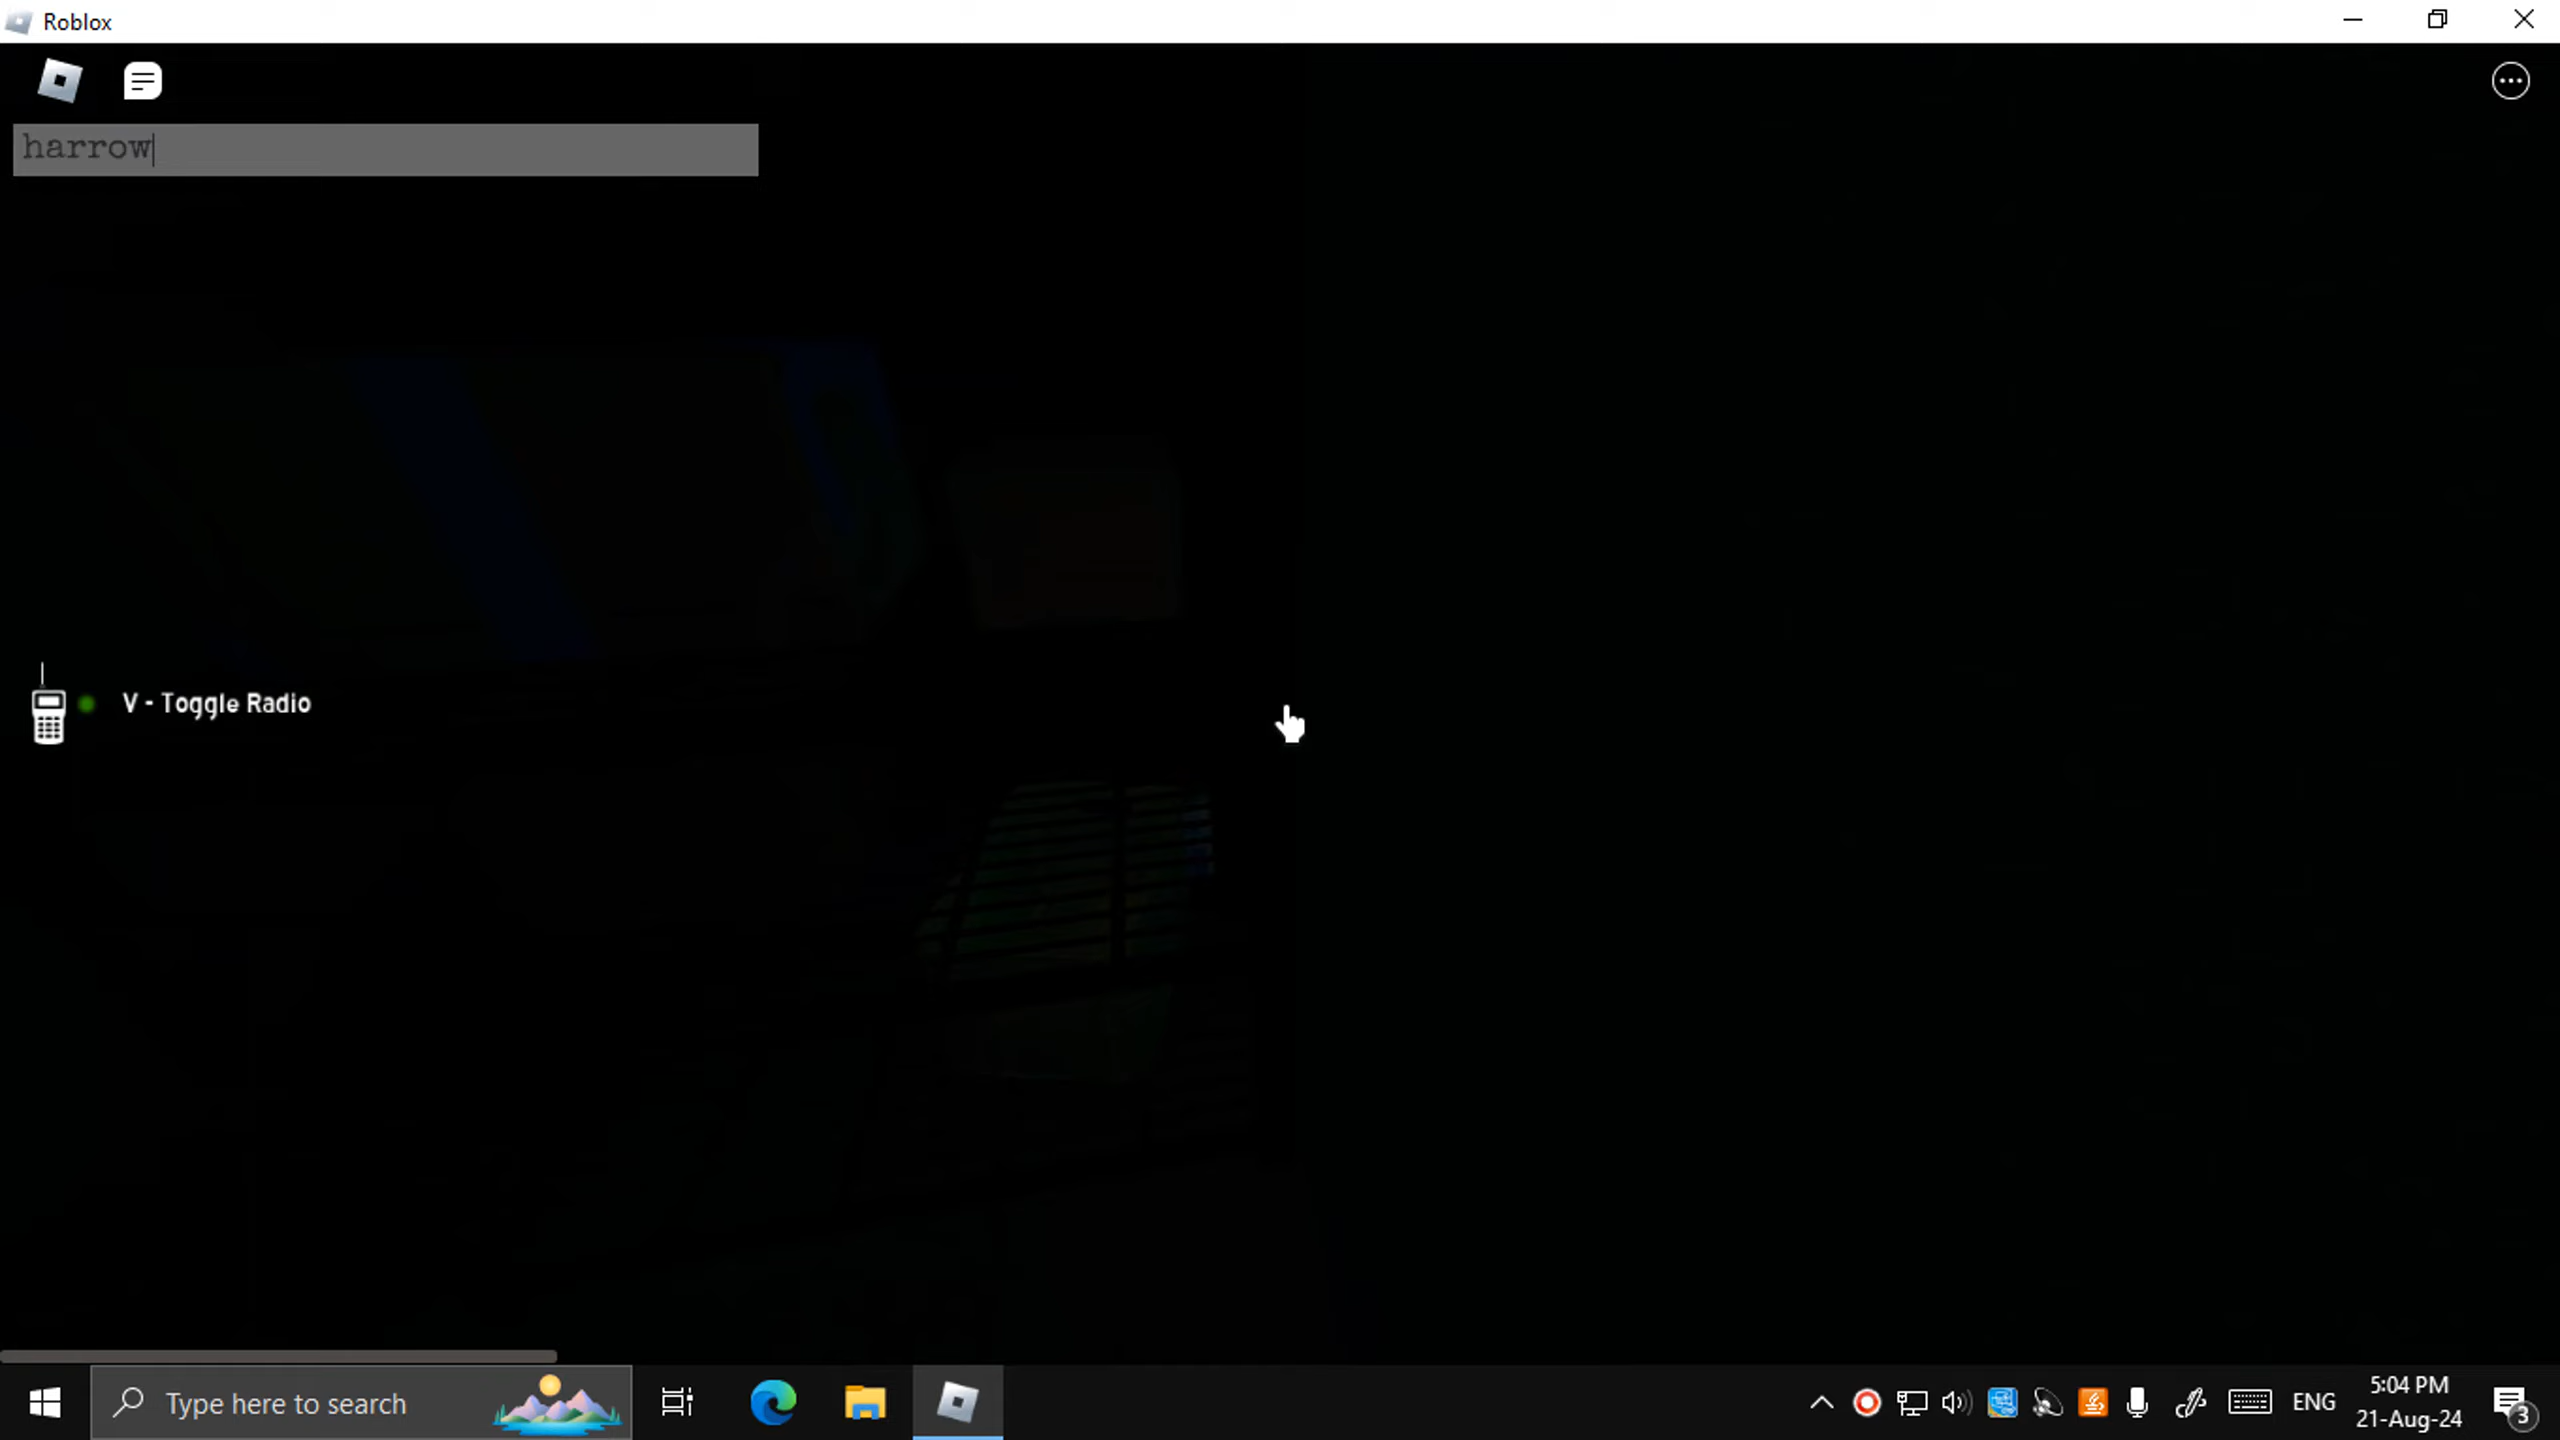 Roblox
harrow
V - Toggle Radio
Type here to search
ENG
5:04 PM
21-Aug-24
3